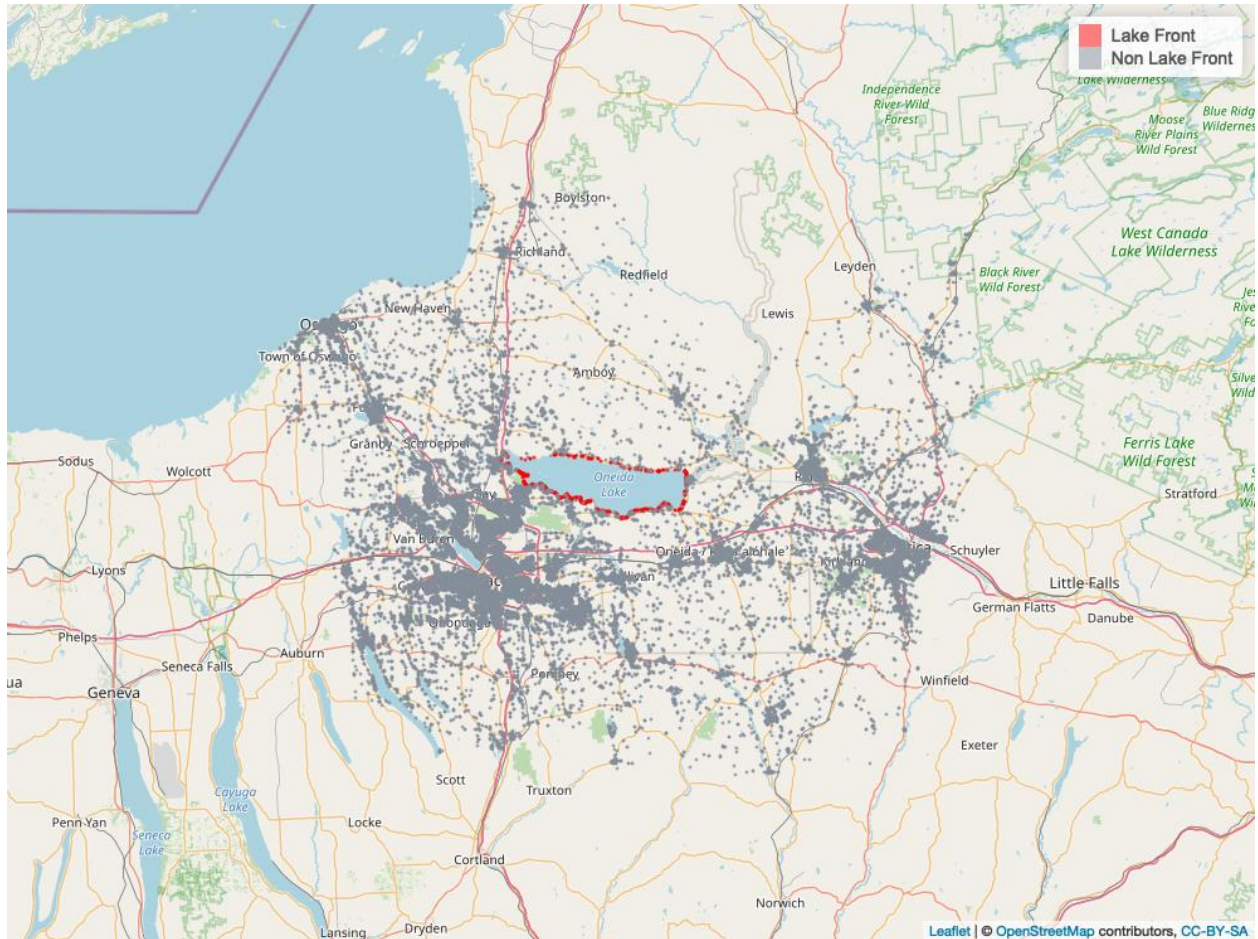 Lake Front
Non Lake Front
Lake Wilderness
Independence
River Wild
Forest
Moose
River Plains
Wild Forest
Blue Ridg
Wildernes
Boylston
West Canada
Lake Wilderness
Richland
Redfield
Leyden
Black River
Wild Forest
New Haven
Lewis
Town of Oswego
Amboy
Granby
Schroeppel
Ferris Lake
Wild Forest
Sodus
Wolcott
Oneida
Lake
Stratford
Van Buren
Schuyler
Lyons
Little Falls
German Flatts
Danube
Phelps
Auburn
Seneca Falls
Geneva
Pompey
Winfield
Exeter
Scott
Truxton
Cayuga
Lake
Penn Yan
Seneca
Lake
Locke
Cortland
Norwich
Lansing
Dryden
Leaflet | © OpenStreetMap contributors, CC-BY-SA